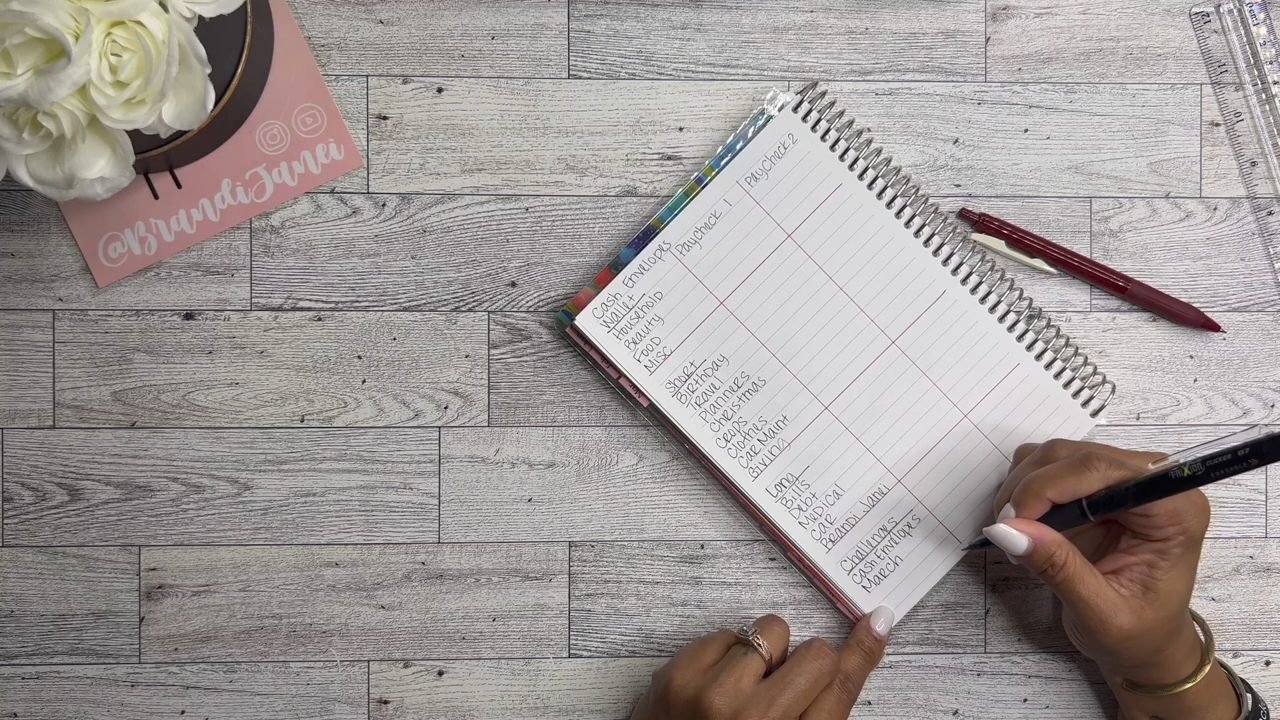 @BrandiJanei
Paycheck 2
Paycheck 1
Cash Envelopes
Wallet
Household
Beauty
Food
Misc
Short
Birthday
Travel
Planners
Christmas
Crops
Clothes
Car Maint
Giving
Long
Bills
Debt
Medical
Car
Brandi Janei
Challenges
Cash Envelopes
March